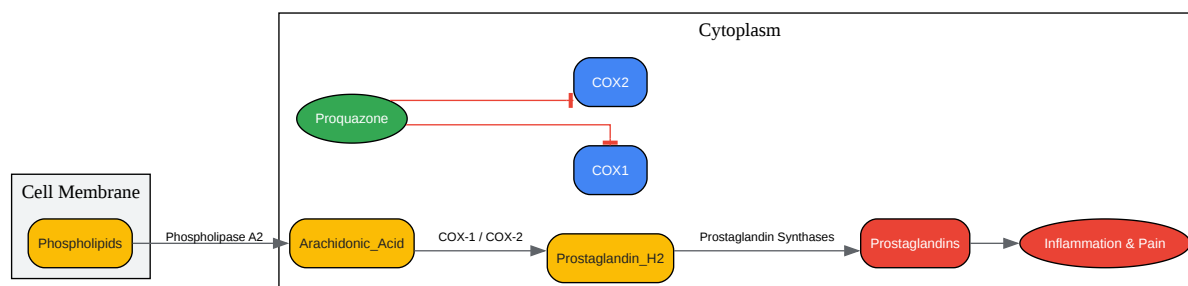 Cytoplasm
COX2
Proquazone
COX1
Cell Membrane
Phospholipids
Phospholipase A2
Arachidonic_Acid
COX-1 / COX-2
Prostaglandin_H2
Prostaglandin Synthases
Prostaglandins
Inflammation & Pain